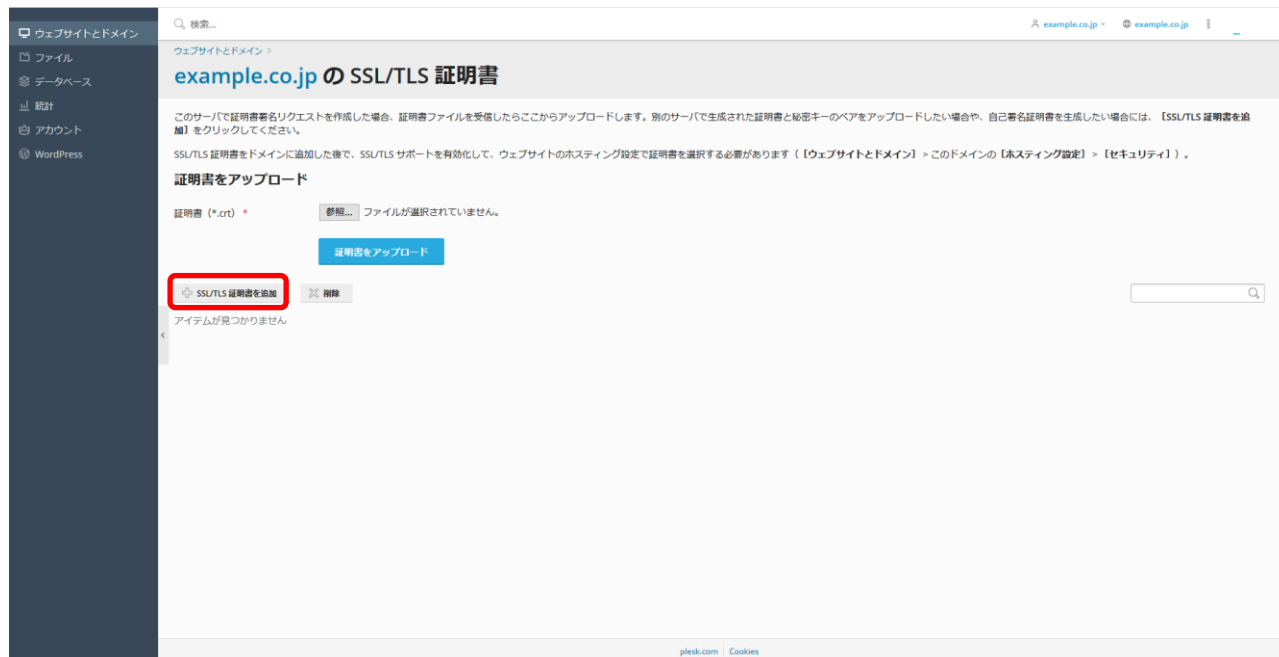 検索...
example.co.jp
example.co.jp
ウェブサイトとドメイン
ファイル
データベース
統計
アカウント
WordPress
ウェブサイトとドメイン >
example.co.jp の SSL/TLS 証明書
このサーバで証明書署名リクエストを作成した場合、証明書ファイルを受信したらここからアップロードします。別のサーバで生成された証明書と秘密キーのペアをアップロードしたい場合や、自己署名証明書を生成したい場合には、［SSL/TLS 証明書を追
加］をクリックしてください。
SSL/TLS 証明書をドメインに追加した後で、SSL/TLS サポートを有効化して、ウェブサイトのホスティング設定で証明書を選択する必要があります（［ウェブサイトとドメイン］> このドメインの［ホスティング設定］>［セキュリティ］）。
証明書をアップロード
証明書（*.crt） * 参照... ファイルが選択されていません。
証明書をアップロード
SSL/TLS 証明書を追加 削除
アイテムが見つかりません
plesk.com Cookies